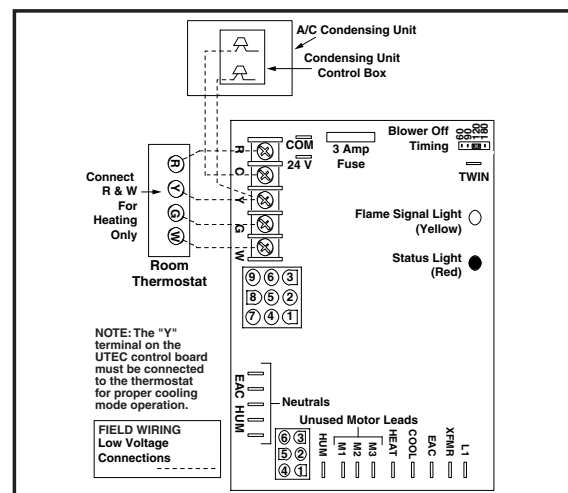 A/C Condensing Unit
Condensing Unit
Control Box
R
C
Y
G
W
COM
24 V
3 Amp
Fuse
Blower Off
Timing
60
90
120
180
TWIN
Connect
R & W
For
Heating
Only
R
Y
G
W
Room
Thermostat
Flame Signal Light
(Yellow)
Status Light
(Red)
9 6 3
8 5 2
7 4 1
NOTE: The "Y"
terminal on the
UTEC control board
must be connected
to the thermostat
for proper cooling
mode operation.
FIELD WIRING
Low Voltage
Connections
EAC HUM
Neutrals
Unused Motor Leads
6 3
5 2
4 1
HUM
M1
M2
M3
HEAT
COOL
EAC
XFMR
L1